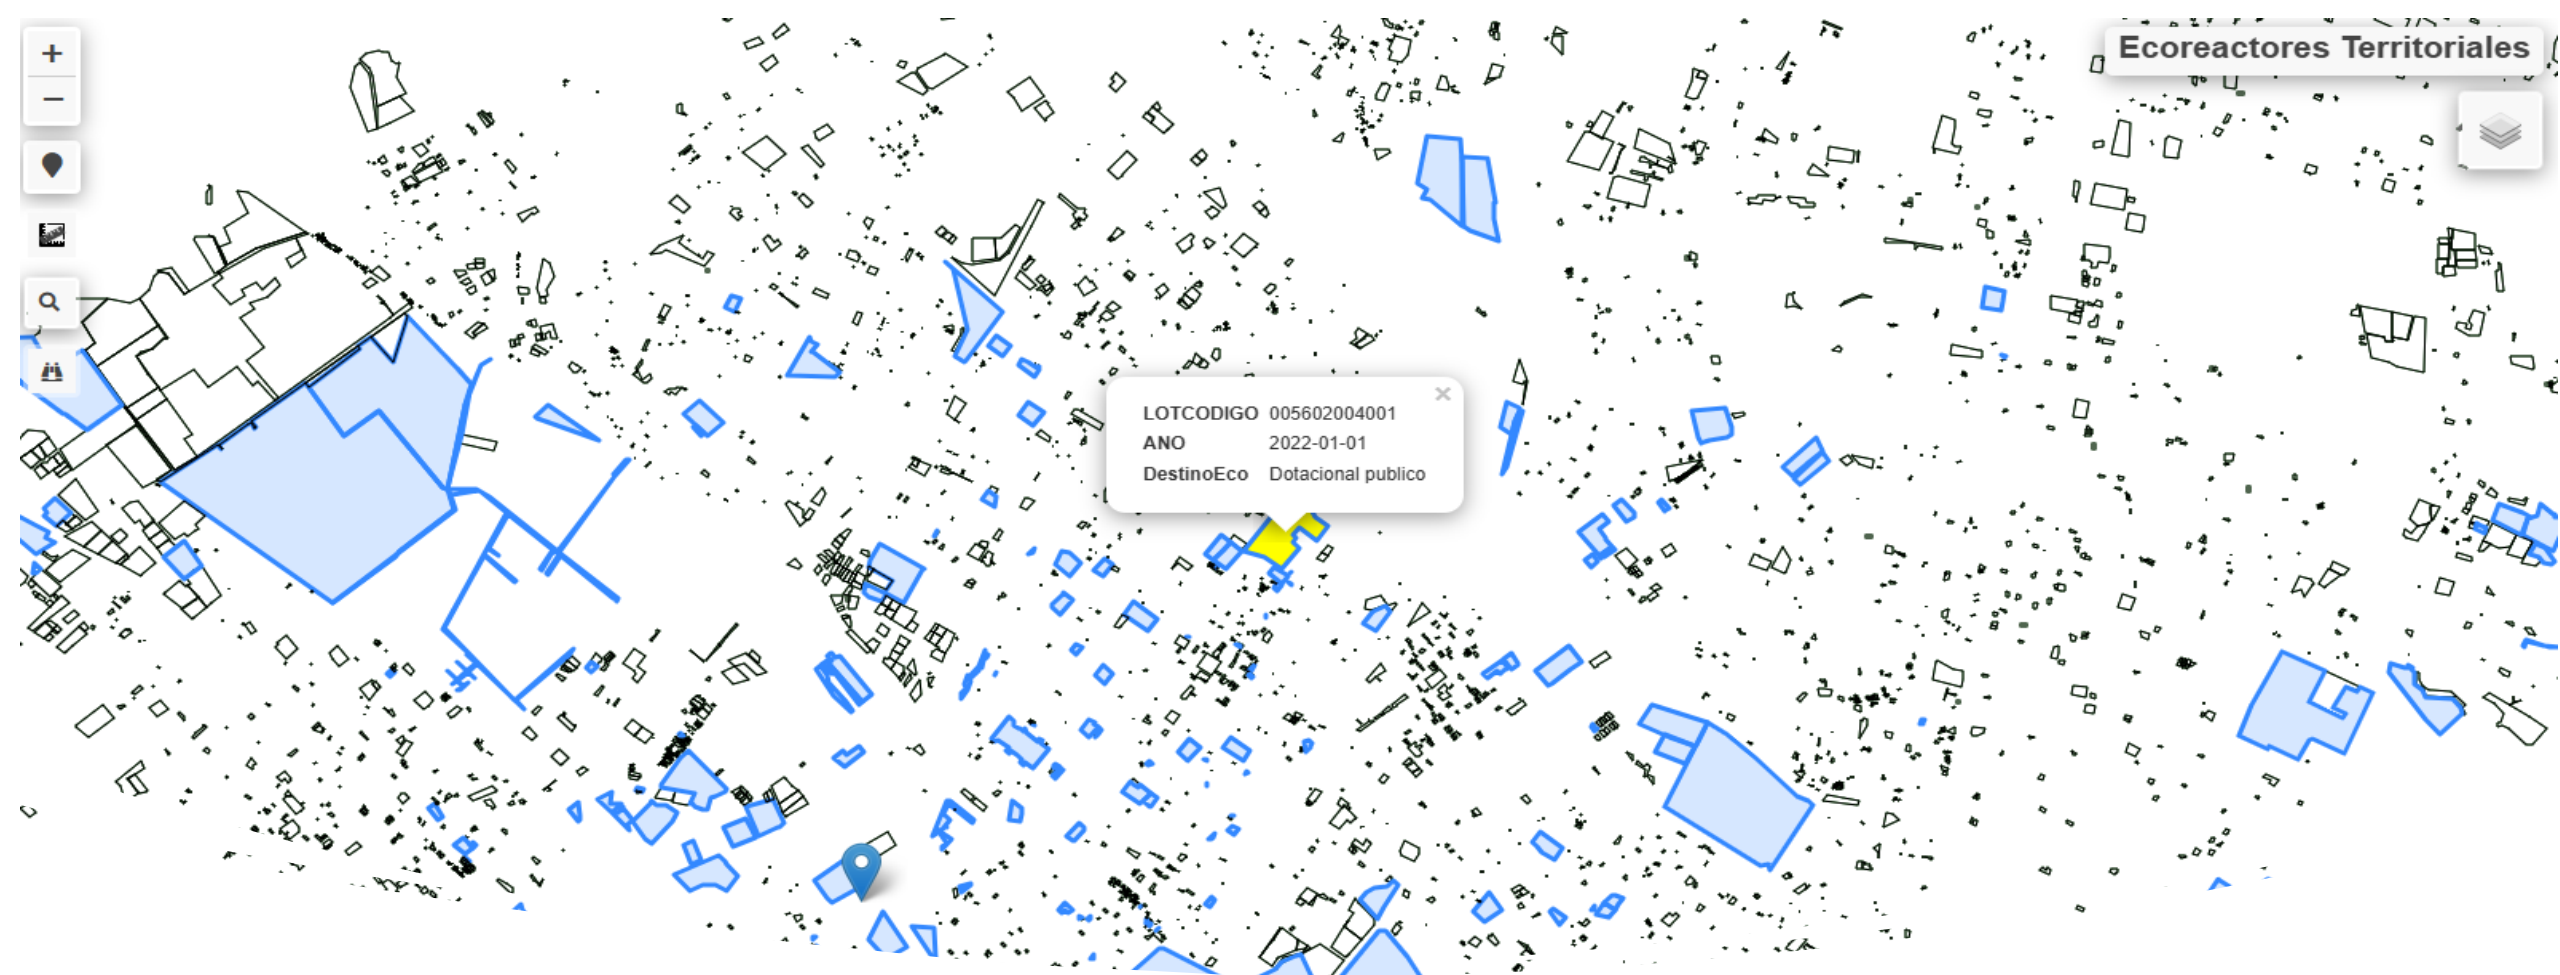 +
Ecoreactores Territoriales
−
LOTCODIGO 005602004001
ANO 2022-01-01
DestinoEco Dotacional publico
×